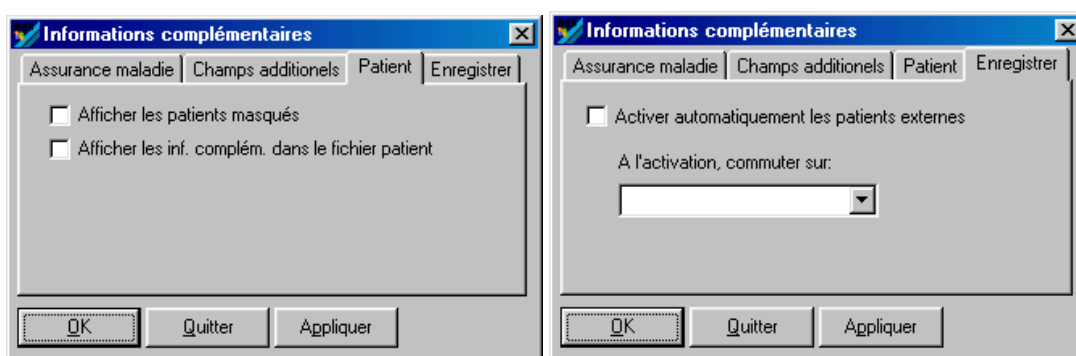 Informations complémentaires
Assurance maladie Champs additionels Patient Enregistrer
Afficher les patients masqués
Afficher les inf. complém. dans le fichier patient
OK Quitter Appliquer
Informations complémentaires
Assurance maladie Champs additionels Patient Enregistrer
Activer automatiquement les patients externes
A l'activation, commuter sur:
OK Quitter Appliquer